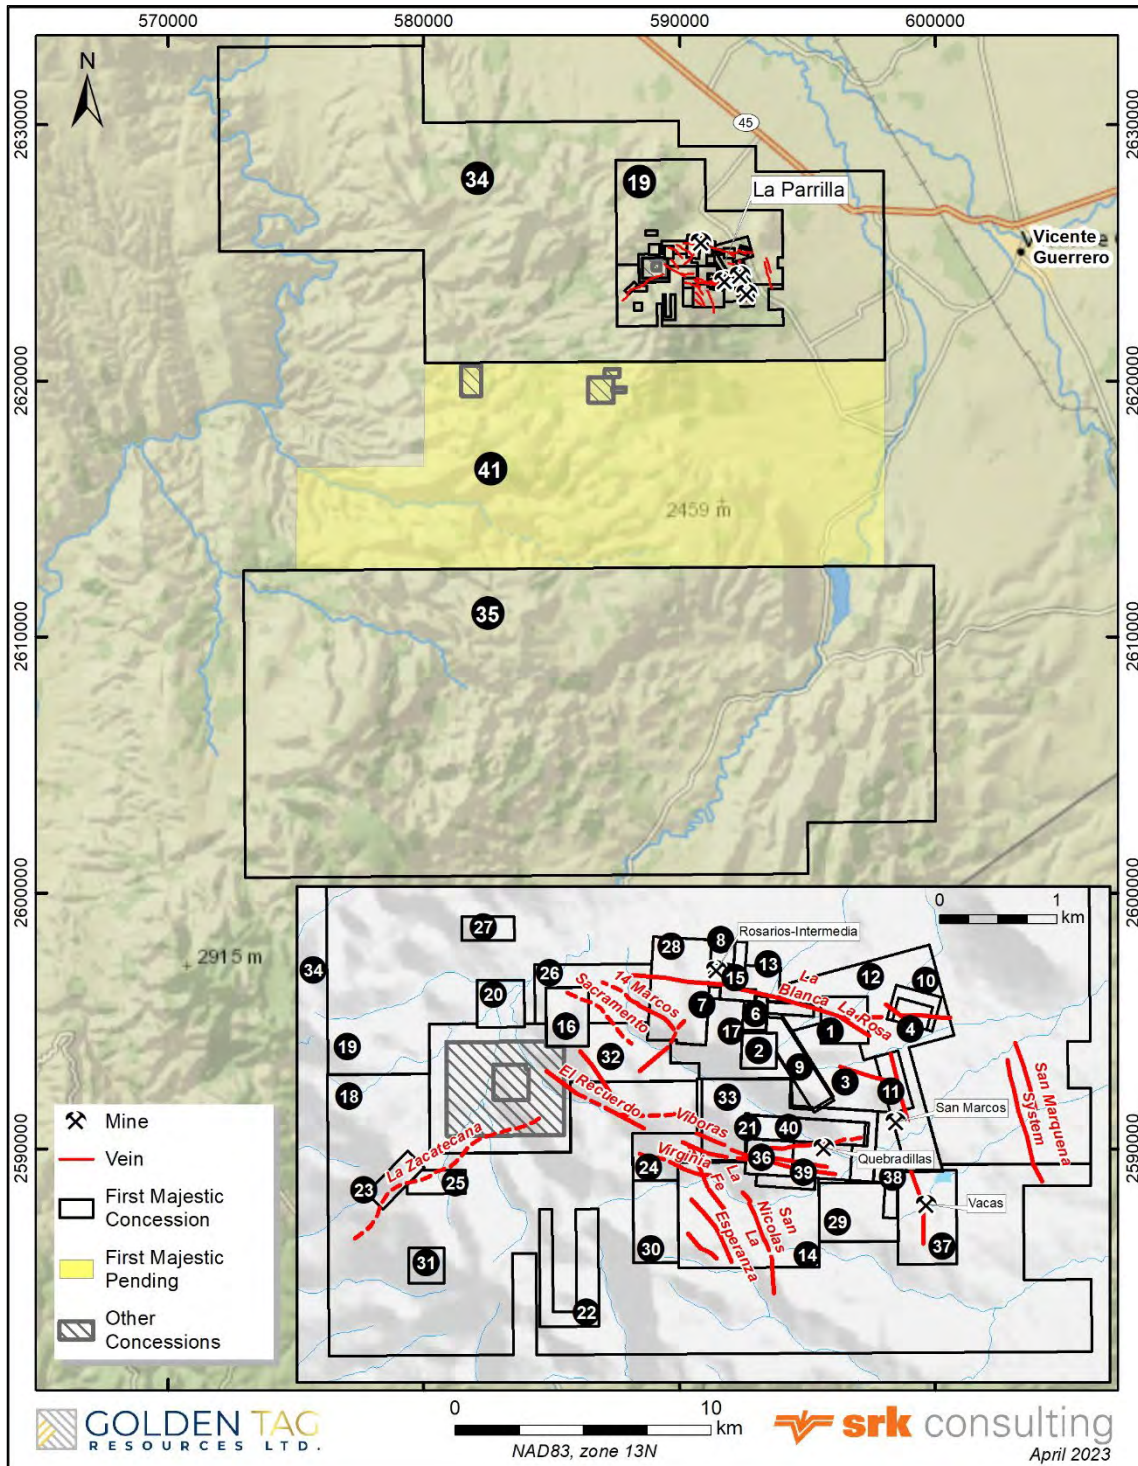 570000
580000
590000
600000
N
2630000
2630000
45
34
19
La Parrilla
Vicente
Guerrero
2620000
2620000
41
2459 m
2610000
2610000
35
2600000
2600000
2915 m
0
1
km
Rosarios-Intermedia
27
8
28
34
26
14 Marcos
15
13
La
Blanca
La Rosa
12
10
20
Sacramento
7
6
16
17
1
4
19
32
2
9
El Recuerdo
3
San Marquena
System
18
33
11
San Marcos
Viboras
21
40
2590000
2590000
La Zacatecana
Virginia
36
Quebradillas
24
39
38
23
25
Fe
La
Esperanza
La
San
Nicolas
29
Vacas
30
14
37
31
22
Mine
Vein
First Majestic
Concession
First Majestic
Pending
Other
Concessions
GOLDEN TAG
RESOURCES LTD.
0
10
km
NAD83, zone 13N
srk consulting
April 2023